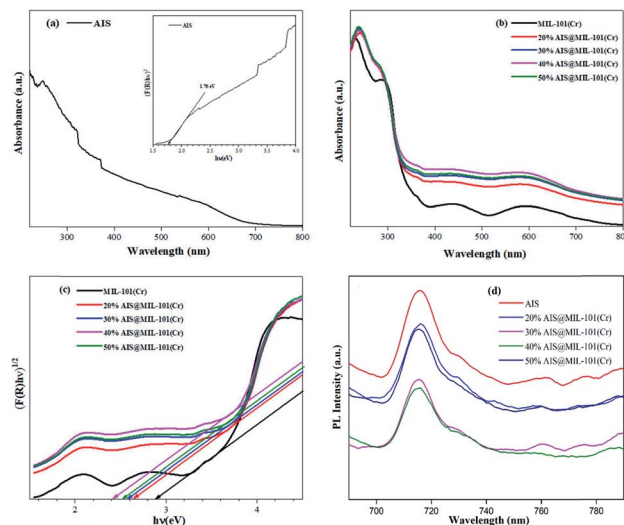 (a)
AIS
AIS
(F(R)hν)²
1.76 eV
1.5 2.0 2.5 3.0 3.5 4.0
hν(eV)
Absorbance (a.u.)
300 400 500 600 700 800
Wavelength (nm)
(b)
MIL-101(Cr)
20% AIS@MIL-101(Cr)
30% AIS@MIL-101(Cr)
40% AIS@MIL-101(Cr)
50% AIS@MIL-101(Cr)
Absorbance (a.u.)
300 400 500 600 700 800
Wavelength (nm)
(c)
MIL-101(Cr)
20% AIS@MIL-101(Cr)
30% AIS@MIL-101(Cr)
40% AIS@MIL-101(Cr)
50% AIS@MIL-101(Cr)
(F(R)hν)^1/2
2 3 4
hν(eV)
(d)
AIS
20% AIS@MIL-101(Cr)
30% AIS@MIL-101(Cr)
40% AIS@MIL-101(Cr)
50% AIS@MIL-101(Cr)
PL Intensity (a.u.)
700 720 740 760 780
Wavelength (nm)